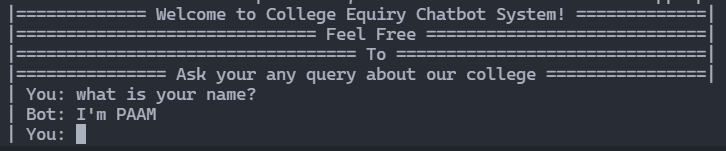 |============= Welcome to College Equiry Chatbot System! =============|
|============================== Feel Free ============================|
|================================== To ===============================|
|=============== Ask your any query about our college ================|
| You: what is your name?
| Bot: I'm PAAM
| You: